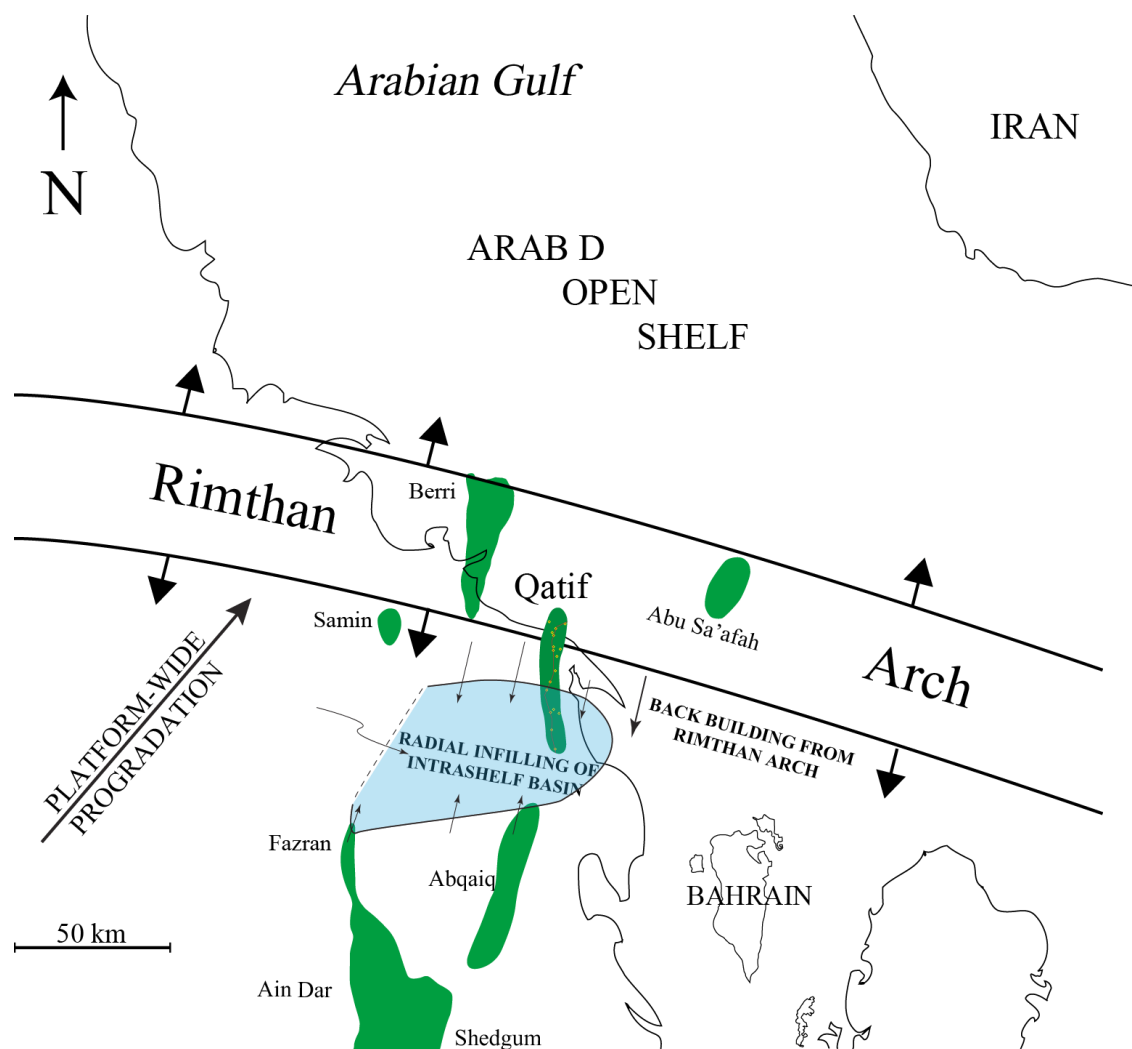 Arabian Gulf
IRAN
N
ARAB D
OPEN
SHELF
Rimthan
Berri
Qatif
Samin
Abu Sa’afah
Arch
PLATFORM-WIDE
PROGRADATION
BACK BUILDING FROM
RIMTHAN ARCH
RADIAL INFILLING OF
INTRASHELF BASIN
Fazran
Abqaiq
BAHRAIN
50 km
Ain Dar
Shedgum